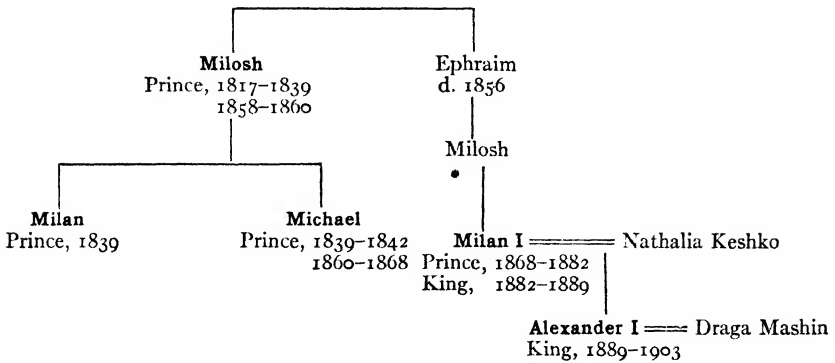 Milosh
Prince, 1817–1839
1858–1860
Ephraim
d. 1856
Milosh
Milan
Prince, 1839
Michael
Prince, 1839–1842
1860–1868
Milan I
Nathalia Keshko
Prince, 1868–1882
King, 1882–1889
Alexander I
Draga Mashin
King, 1889–1903